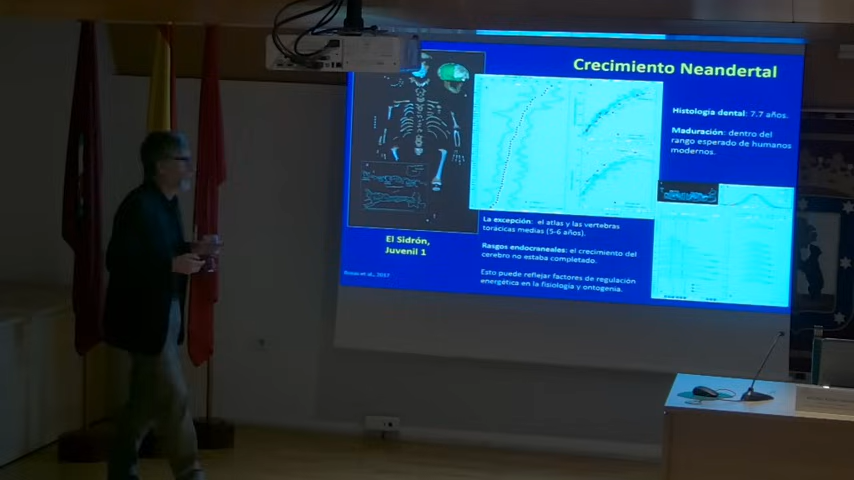 Crecimiento Neandertal
Histología dental: 7.7 años.
Maduración: dentro del
rango esperado de humanos
modernos.
La excepción: el atlas y las vertebras
torácicas medias (5-6 años).
El Sidrón,
Juvenil 1
Rasgos endocraneales: el crecimiento del
cerebro no estaba completado.
Esto puede reflejar factores de regulación
energética en la fisiología y ontogenia.